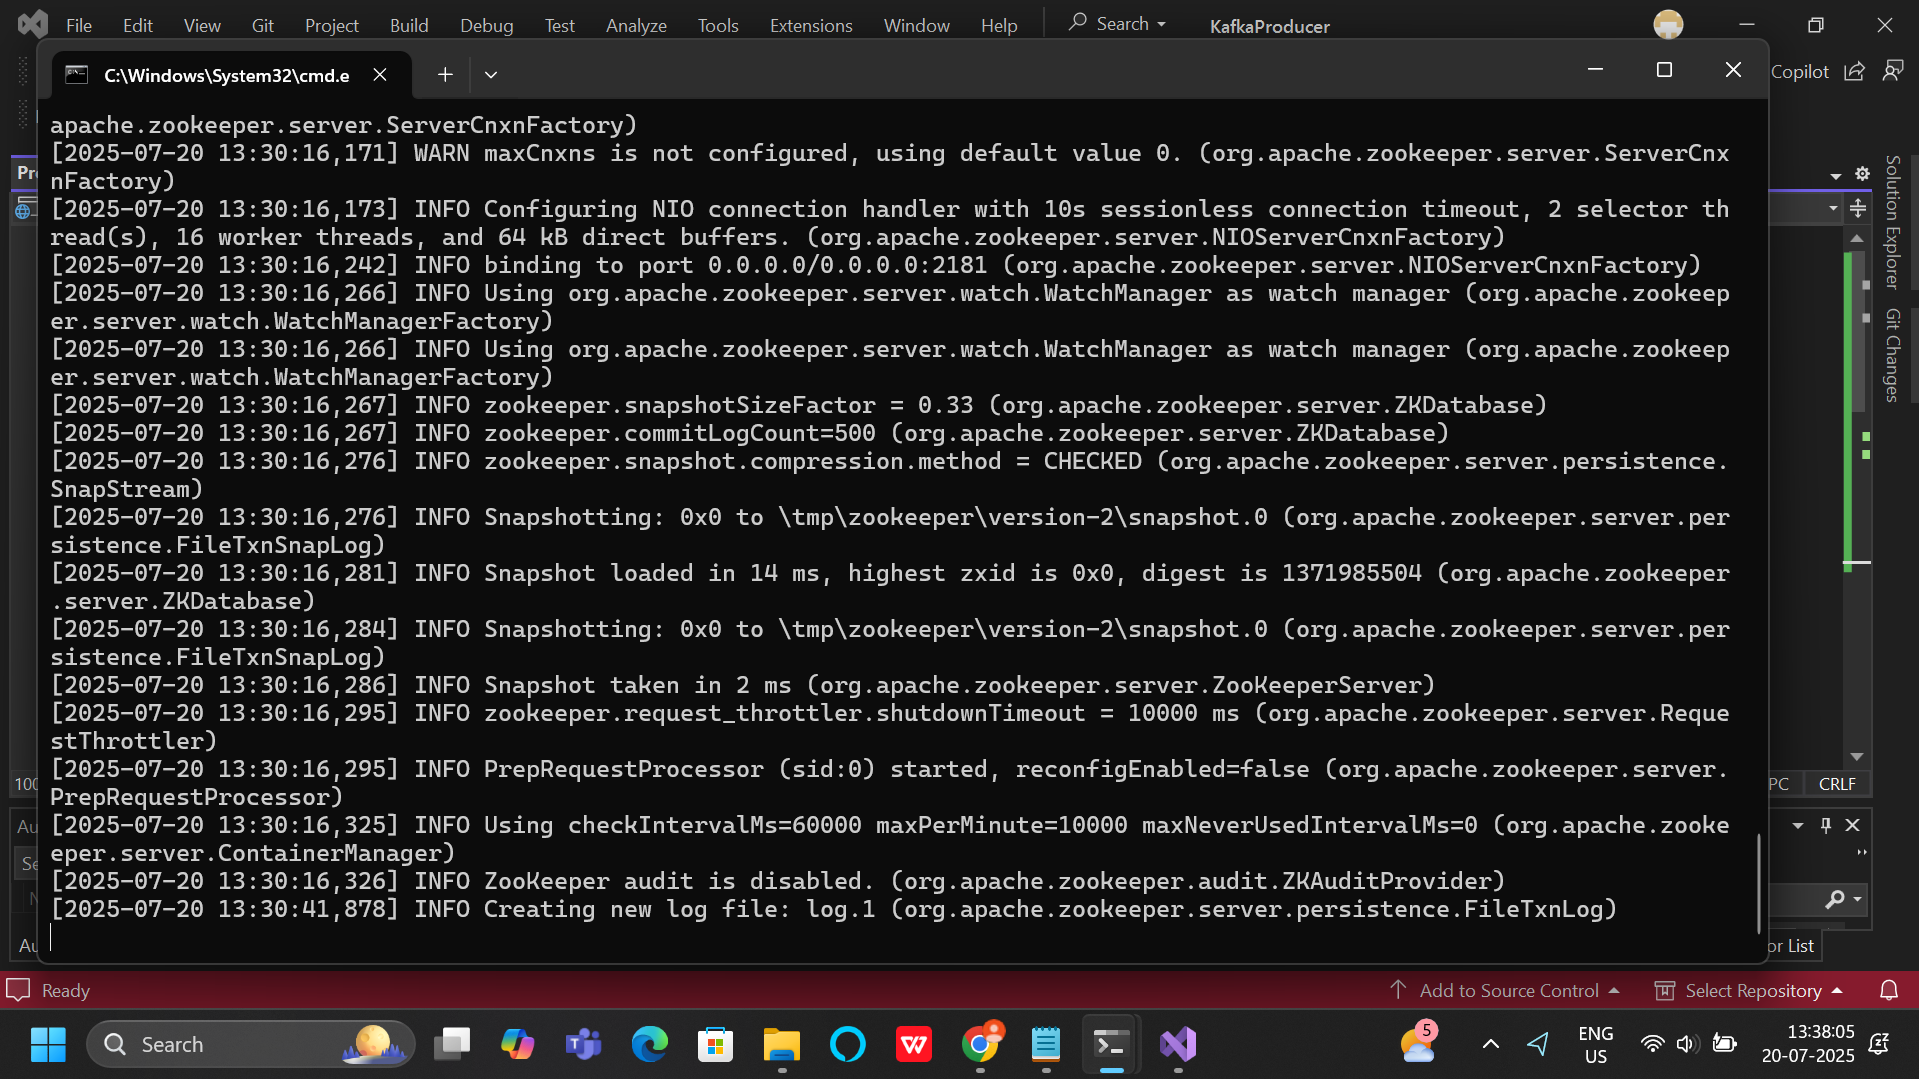 File Edit View Git Project Build Debug Test Analyze Tools Extensions Window Help Search KafkaProducer
C:\Windows\System32\cmd.e
Copilot
apache.zookeeper.server.ServerCnxnFactory)
[2025-07-20 13:30:16,171] WARN maxCnxns is not configured, using default value 0. (org.apache.zookeeper.server.ServerCnx
nFactory)
[2025-07-20 13:30:16,173] INFO Configuring NIO connection handler with 10s sessionless connection timeout, 2 selector th
read(s), 16 worker threads, and 64 kB direct buffers. (org.apache.zookeeper.server.NIOServerCnxnFactory)
[2025-07-20 13:30:16,242] INFO binding to port 0.0.0.0/0.0.0.0:2181 (org.apache.zookeeper.server.NIOServerCnxnFactory)
[2025-07-20 13:30:16,266] INFO Using org.apache.zookeeper.server.watch.WatchManager as watch manager (org.apache.zookeep
er.server.watch.WatchManagerFactory)
[2025-07-20 13:30:16,266] INFO Using org.apache.zookeeper.server.watch.WatchManager as watch manager (org.apache.zookeep
er.server.watch.WatchManagerFactory)
[2025-07-20 13:30:16,267] INFO zookeeper.snapshotSizeFactor = 0.33 (org.apache.zookeeper.server.ZKDatabase)
[2025-07-20 13:30:16,267] INFO zookeeper.commitLogCount=500 (org.apache.zookeeper.server.ZKDatabase)
[2025-07-20 13:30:16,276] INFO zookeeper.snapshot.compression.method = CHECKED (org.apache.zookeeper.server.persistence.
SnapStream)
[2025-07-20 13:30:16,276] INFO Snapshotting: 0x0 to \tmp\zookeeper\version-2\snapshot.0 (org.apache.zookeeper.server.per
sistence.FileTxnSnapLog)
[2025-07-20 13:30:16,281] INFO Snapshot loaded in 14 ms, highest zxid is 0x0, digest is 1371985504 (org.apache.zookeeper
.server.ZKDatabase)
[2025-07-20 13:30:16,284] INFO Snapshotting: 0x0 to \tmp\zookeeper\version-2\snapshot.0 (org.apache.zookeeper.server.per
sistence.FileTxnSnapLog)
[2025-07-20 13:30:16,286] INFO Snapshot taken in 2 ms (org.apache.zookeeper.server.ZooKeeperServer)
[2025-07-20 13:30:16,295] INFO zookeeper.request_throttler.shutdownTimeout = 10000 ms (org.apache.zookeeper.server.Reque
stThrottler)
[2025-07-20 13:30:16,295] INFO PrepRequestProcessor (sid:0) started, reconfigEnabled=false (org.apache.zookeeper.server.
PrepRequestProcessor)
[2025-07-20 13:30:16,325] INFO Using checkIntervalMs=60000 maxPerMinute=10000 maxNeverUsedIntervalMs=0 (org.apache.zooke
eper.server.ContainerManager)
[2025-07-20 13:30:16,326] INFO ZooKeeper audit is disabled. (org.apache.zookeeper.audit.ZKAuditProvider)
[2025-07-20 13:30:41,878] INFO Creating new log file: log.1 (org.apache.zookeeper.server.persistence.FileTxnLog)
Solution Explorer
Git Changes
Pr
100
PC CRLF
Au
Se
N
Au
or List
Ready Add to Source Control Select Repository
Search
5
ENG
US
13:38:05
20-07-2025